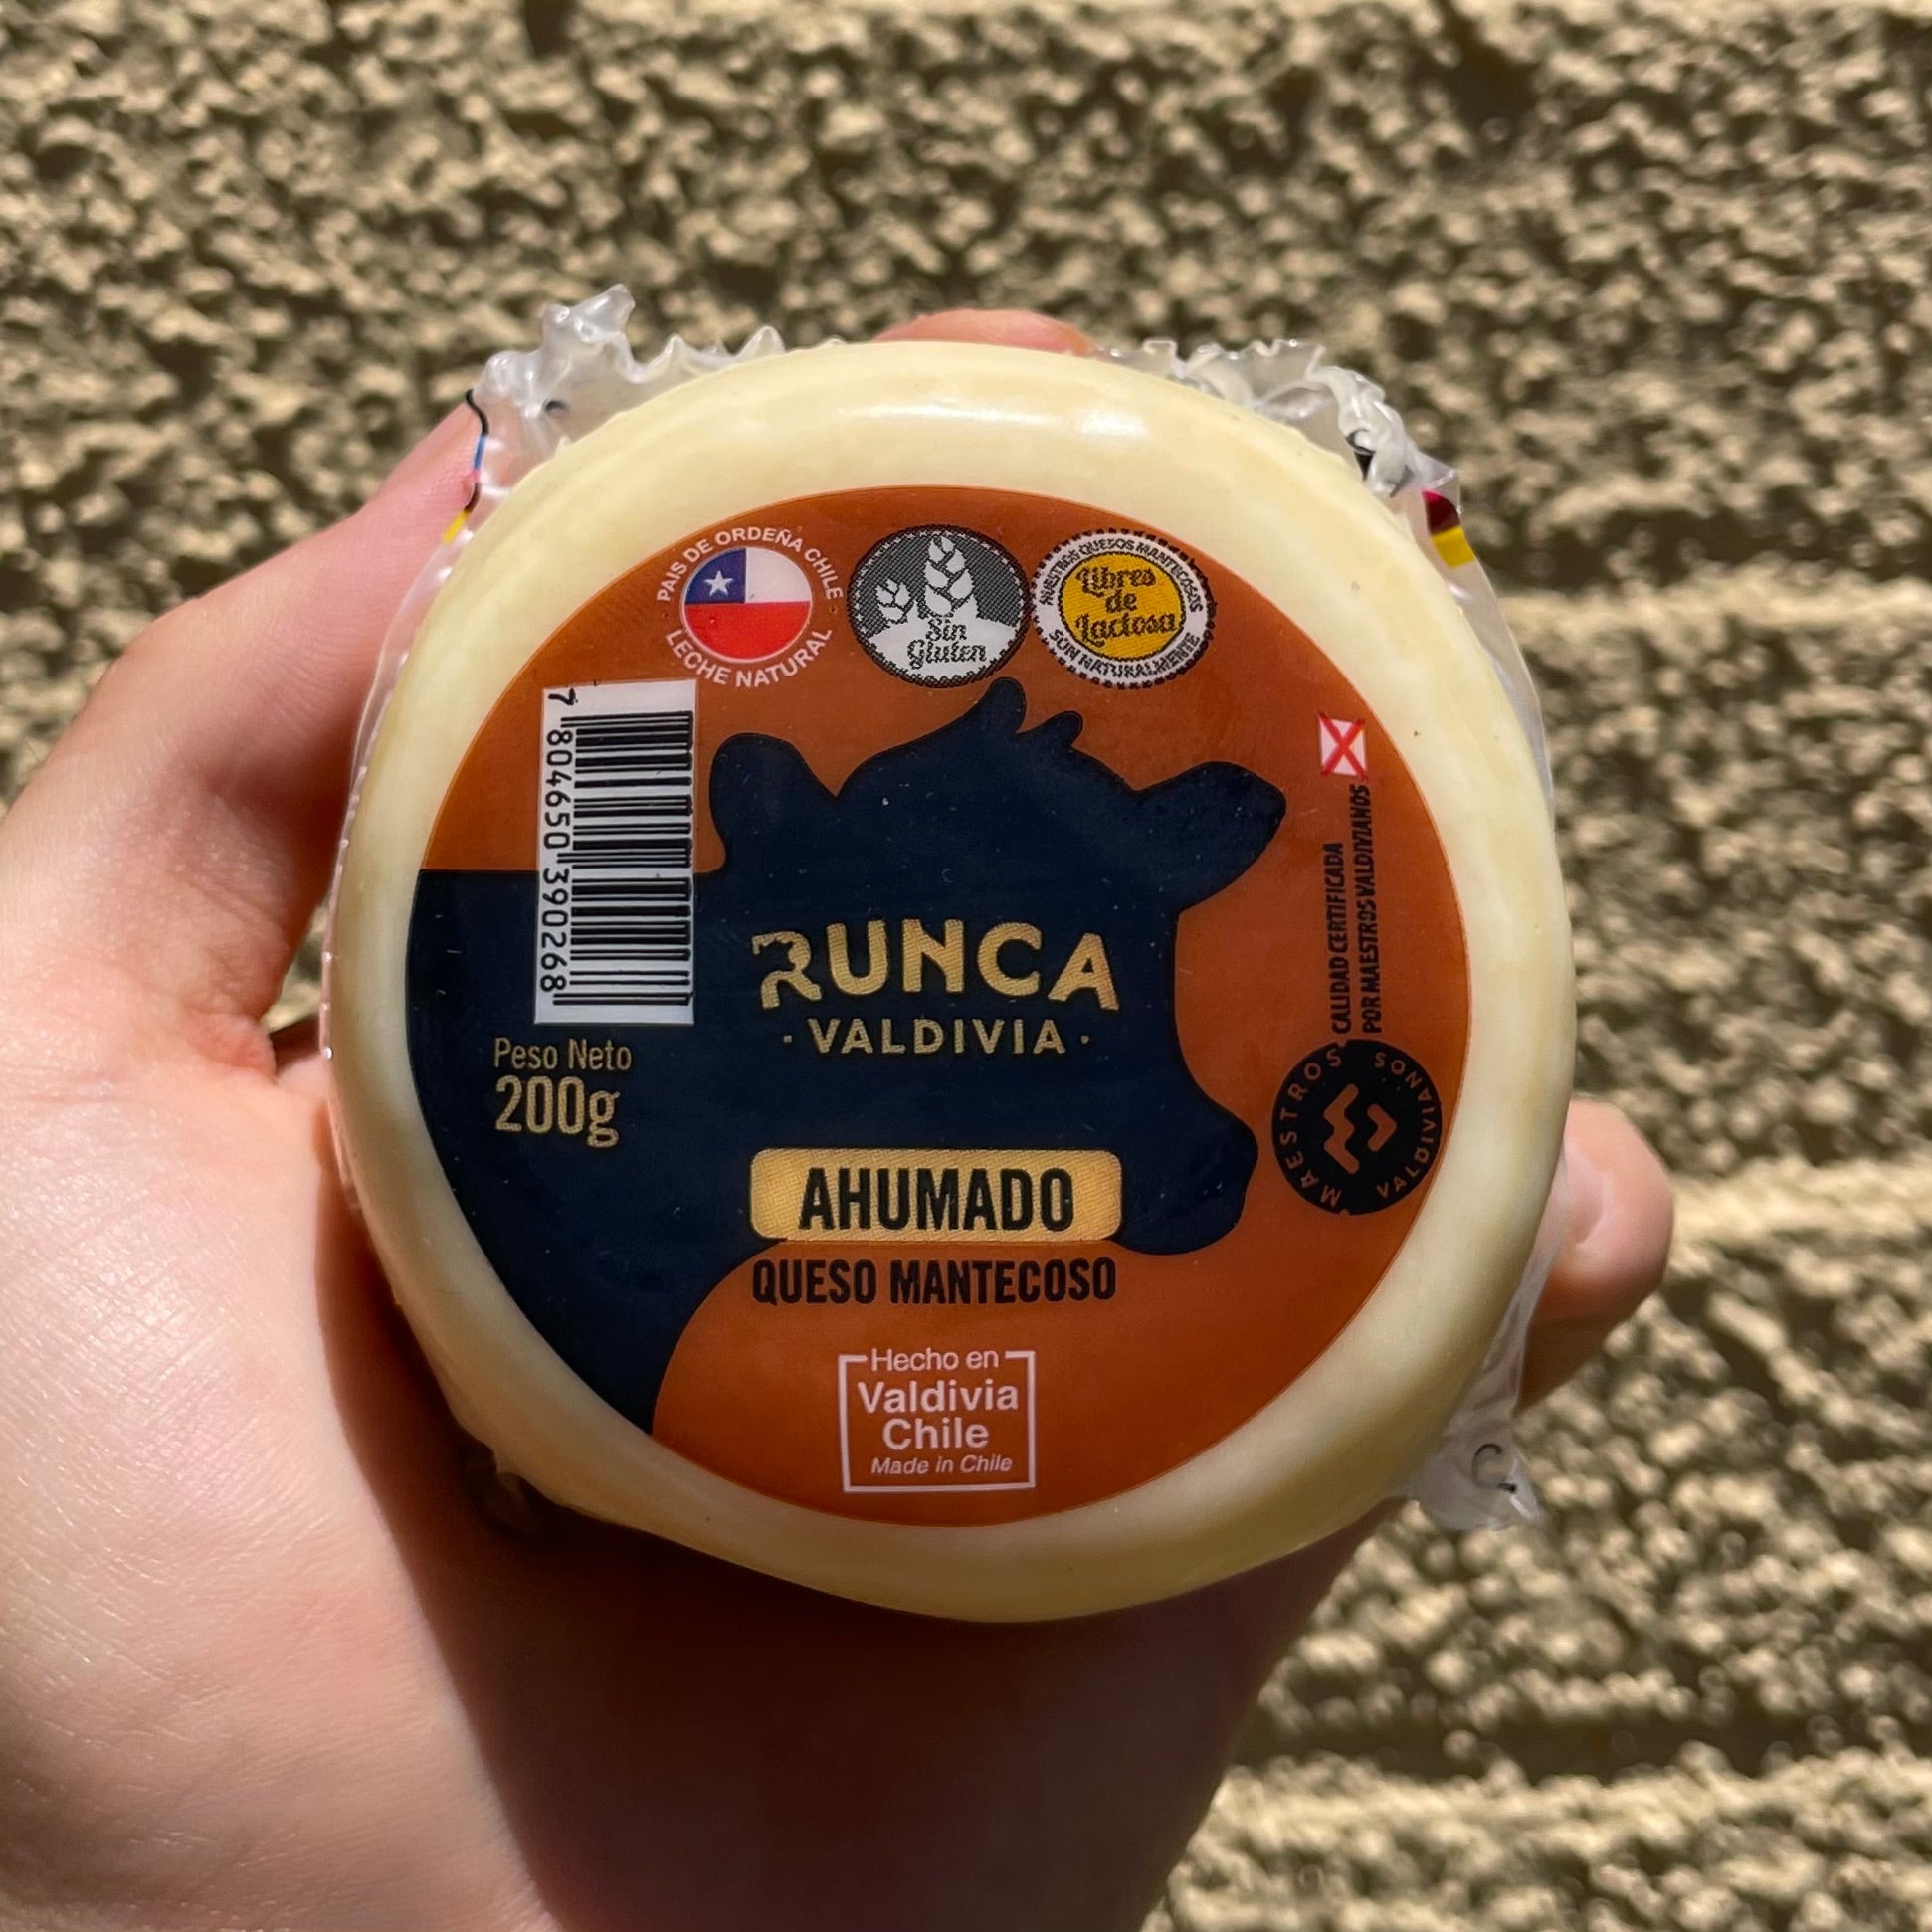 PAIS DE ORDEÑA CHILE
LECHE NATURAL
Sin
Gluten
NUESTROS QUESOS MANTECOSOS
Libres
de
Lactosa
SON NATURALMENTE
7 804650 390268
RUNCA
· VALDIVIA ·
Peso Neto
200g
CALIDAD CERTIFICADA
POR MAESTROS VALDIVIANOS
MAESTROS
VALDIVIANOS
AHUMADO
QUESO MANTECOSO
Hecho en
Valdivia
Chile
Made in Chile